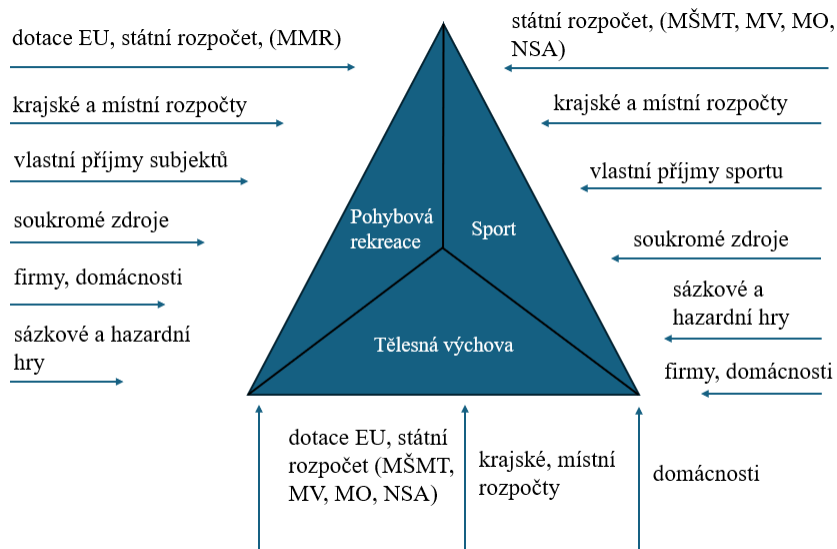 dotace EU, státní rozpočet, (MMR)
krajské a místní rozpočty
vlastní příjmy subjektů
soukromé zdroje
firmy, domácnosti
sázkové a hazardní
hry
státní rozpočet, (MŠMT, MV, MO,
NSA)
krajské a místní rozpočty
vlastní příjmy sportu
soukromé zdroje
sázkové a
hazardní hry
firmy, domácnosti
Pohybová
rekreace
Sport
Tělesná výchova
dotace EU, státní
rozpočet (MŠMT,
MV, MO, NSA)
krajské, místní
rozpočty
domácnosti